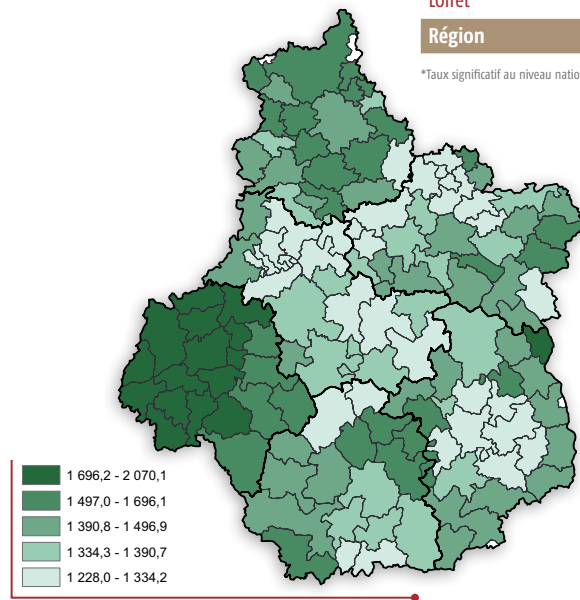 Loiret
Région
*Taux significatif au niveau natio
1 696,2 - 2 070,1
1 497,0 - 1 696,1
1 390,8 - 1 496,9
1 334,3 - 1 390,7
1 228,0 - 1 334,2